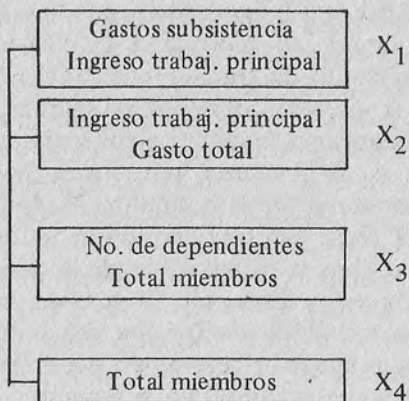 Gastos subsistencia
Ingreso trabaj. principal
X1
Ingreso trabaj. principal
Gasto total
X2
No. de dependientes
Total miembros
X3
Total miembros
X4